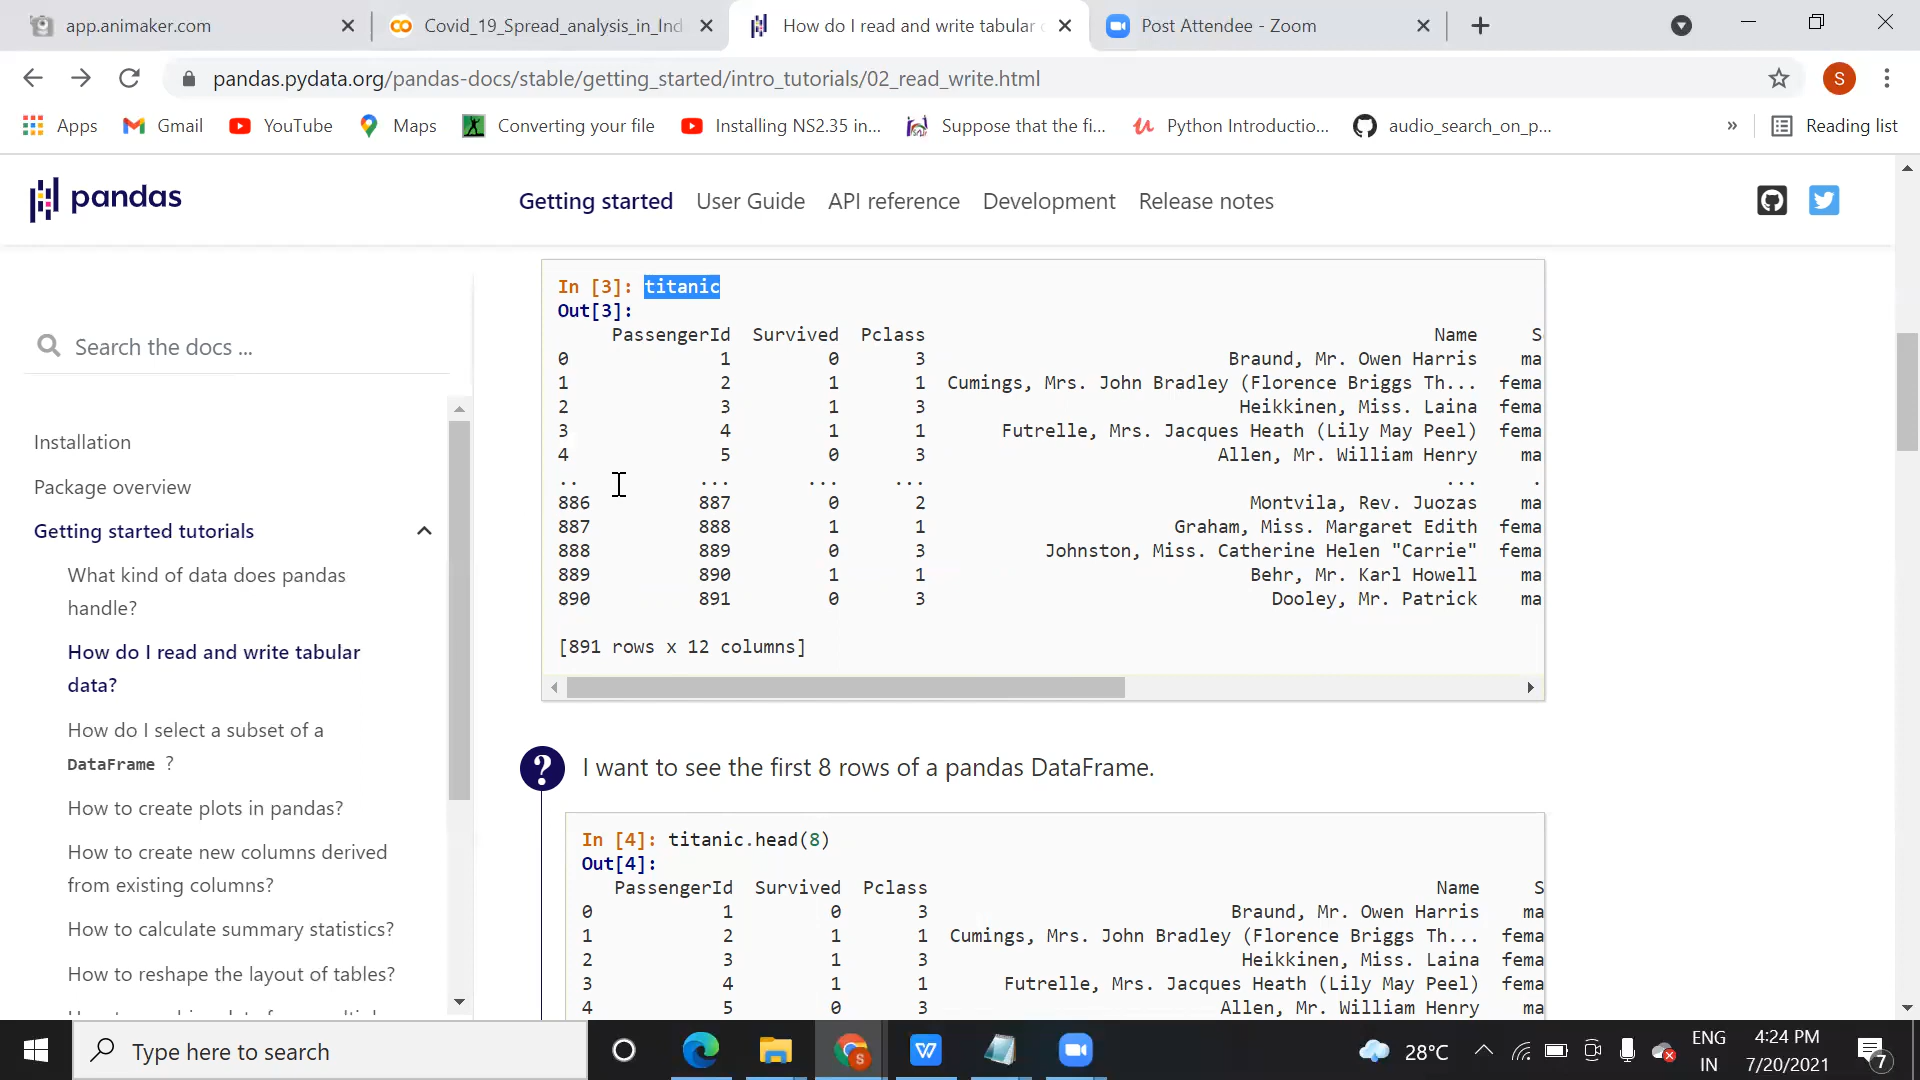 app.animaker.com
Covid_19_Spread_analysis_in_Ind
How do I read and write tabular
Post Attendee - Zoom
pandas.pydata.org/pandas-docs/stable/getting_started/intro_tutorials/02_read_write.html
S
Apps
Gmail
YouTube
Maps
Converting your file
Installing NS2.35 in...
Suppose that the fi...
Python Introductio...
audio_search_on_p...
»
Reading list
pandas
Getting started
User Guide
API reference
Development
Release notes
Search the docs ...
Installation
Package overview
Getting started tutorials
What kind of data does pandas
handle?
How do I read and write tabular
data?
How do I select a subset of a
DataFrame ?
How to create plots in pandas?
How to create new columns derived
from existing columns?
How to calculate summary statistics?
How to reshape the layout of tables?
In [3]: titanic
Out[3]:
PassengerId Survived Pclass Name S
0 1 0 3 Braund, Mr. Owen Harris ma
1 2 1 1 Cumings, Mrs. John Bradley (Florence Briggs Th... fema
2 3 1 3 Heikkinen, Miss. Laina fema
3 4 1 1 Futrelle, Mrs. Jacques Heath (Lily May Peel) fema
4 5 0 3 Allen, Mr. William Henry ma
.. ... ... ... ... .
886 887 0 2 Montvila, Rev. Juozas ma
887 888 1 1 Graham, Miss. Margaret Edith fema
888 889 0 3 Johnston, Miss. Catherine Helen "Carrie" fema
889 890 1 1 Behr, Mr. Karl Howell ma
890 891 0 3 Dooley, Mr. Patrick ma
[891 rows x 12 columns]
? I want to see the first 8 rows of a pandas DataFrame.
In [4]: titanic.head(8)
Out[4]:
PassengerId Survived Pclass Name S
0 1 0 3 Braund, Mr. Owen Harris ma
1 2 1 1 Cumings, Mrs. John Bradley (Florence Briggs Th... fema
2 3 1 3 Heikkinen, Miss. Laina fema
3 4 1 1 Futrelle, Mrs. Jacques Heath (Lily May Peel) fema
4 5 0 3 Allen, Mr. William Henry ma
Type here to search
28°C
ENG
IN
4:24 PM
7/20/2021
7